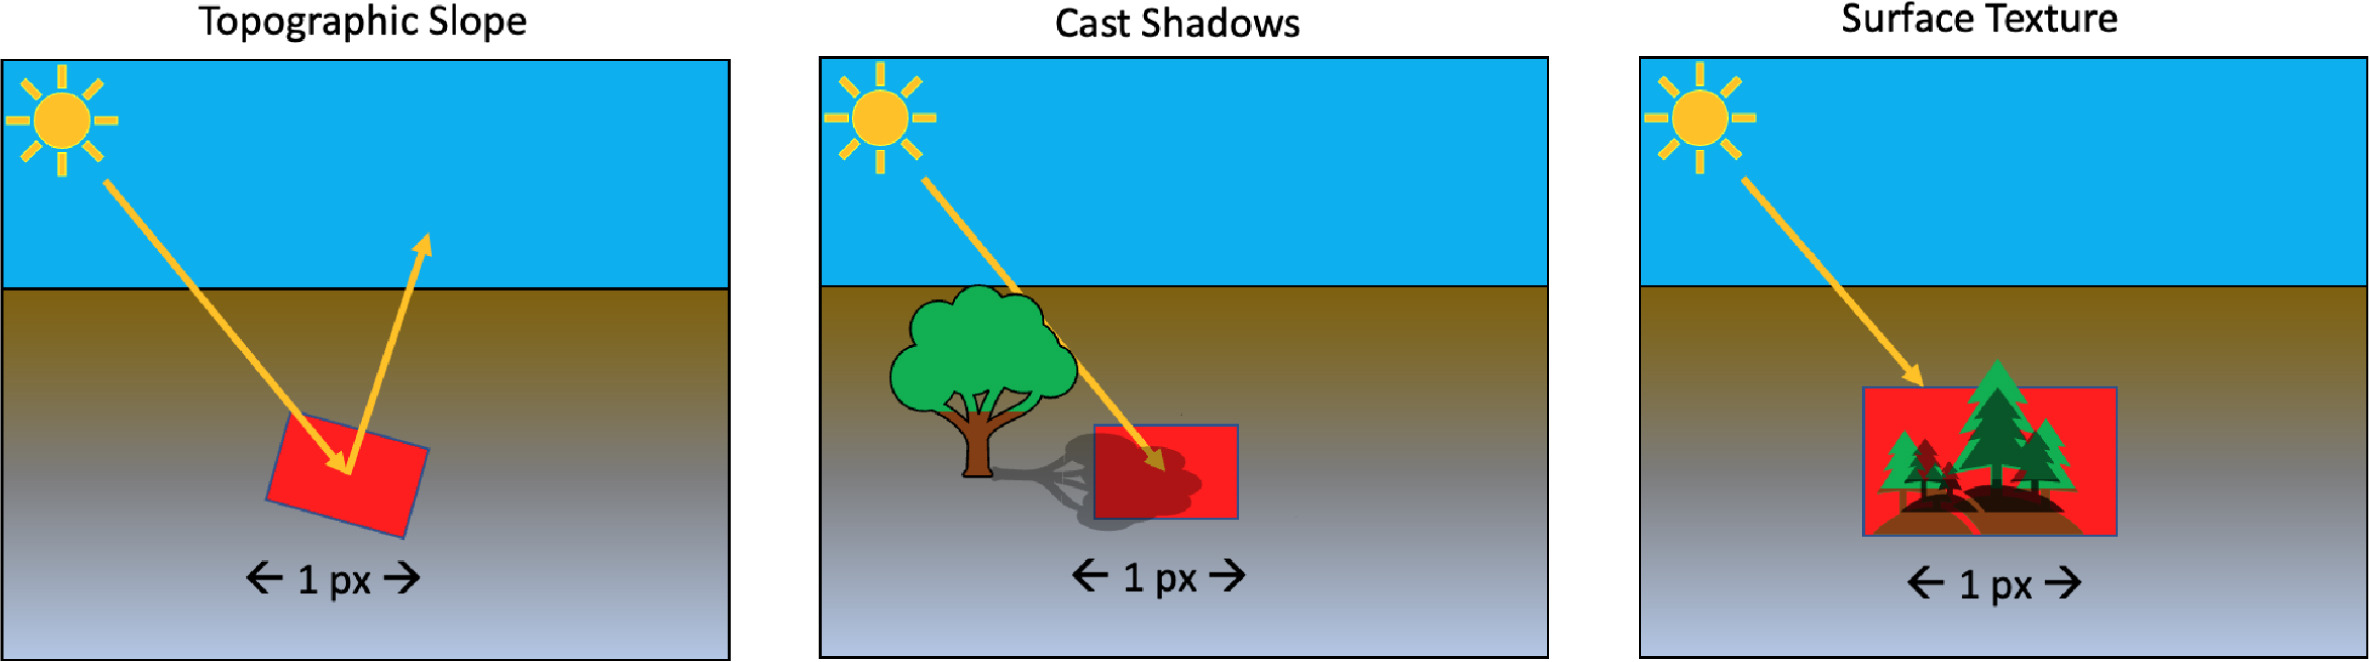 Topographic Slope
Cast Shadows
Surface Texture
← 1 px →
← 1 px →
← 1 px →